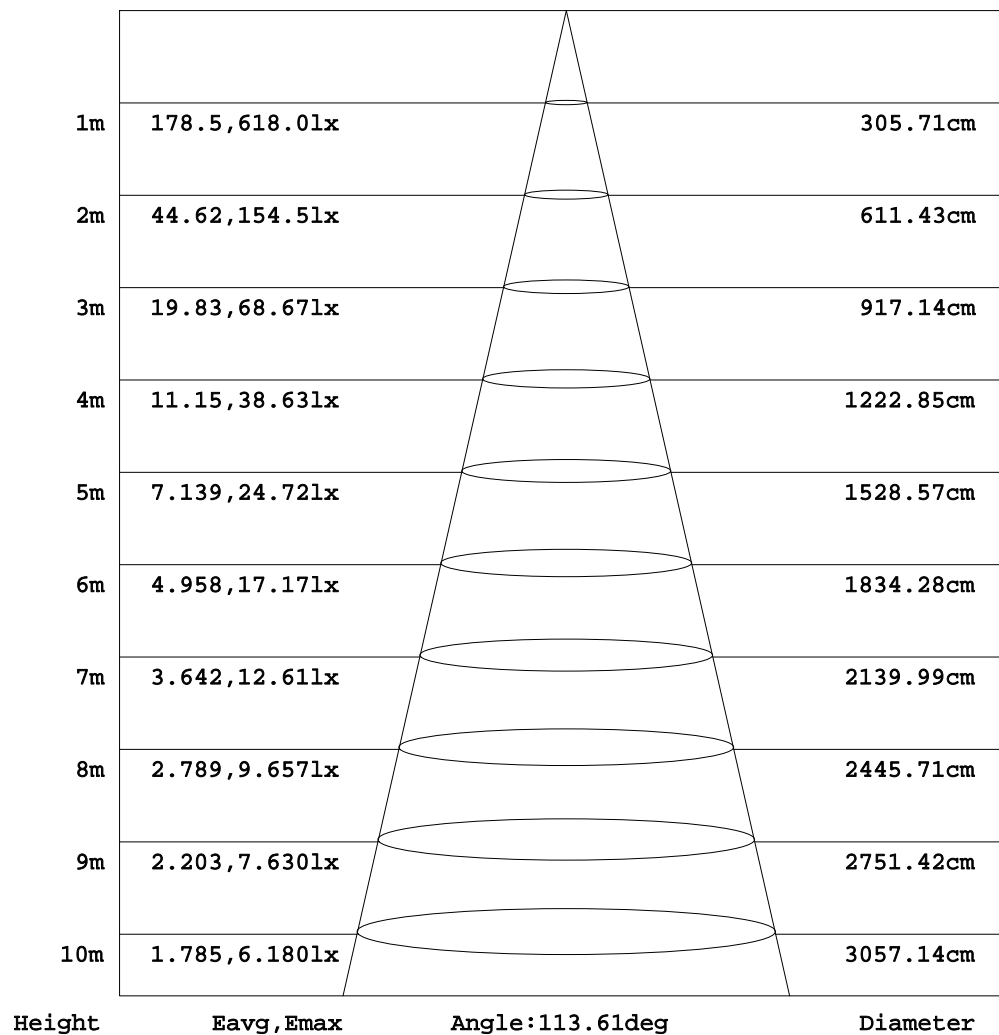 1m 178.5,618.0lx 305.71cm
2m 44.62,154.5lx 611.43cm
3m 19.83,68.67lx 917.14cm
4m 11.15,38.63lx 1222.85cm
5m 7.139,24.72lx 1528.57cm
6m 4.958,17.17lx 1834.28cm
7m 3.642,12.61lx 2139.99cm
8m 2.789,9.657lx 2445.71cm
9m 2.203,7.630lx 2751.42cm
10m 1.785,6.180lx 3057.14cm
Height Eavg,Emax Angle:113.61deg Diameter